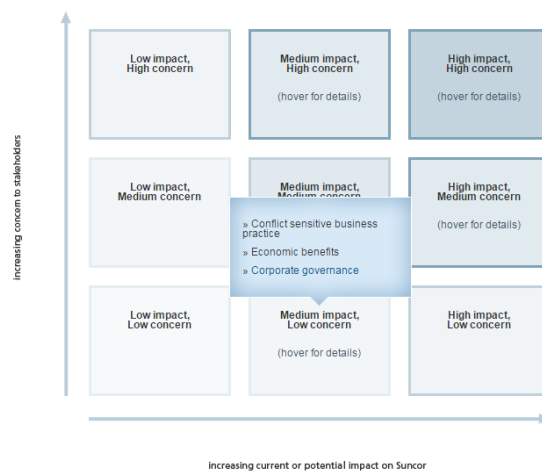 Low impact,
High concern
Medium impact,
High concern
(hover for details)
High impact,
High concern
(hover for details)
increasing concern to stakeholders
Low impact,
Medium concern
Medium impact,
Medium concern
High impact,
Medium concern
(hover for details)
» Conflict sensitive business
practice
» Economic benefits
» Corporate governance
Low impact,
Low concern
Medium impact,
Low concern
(hover for details)
High impact,
Low concern
increasing current or potential impact on Suncor